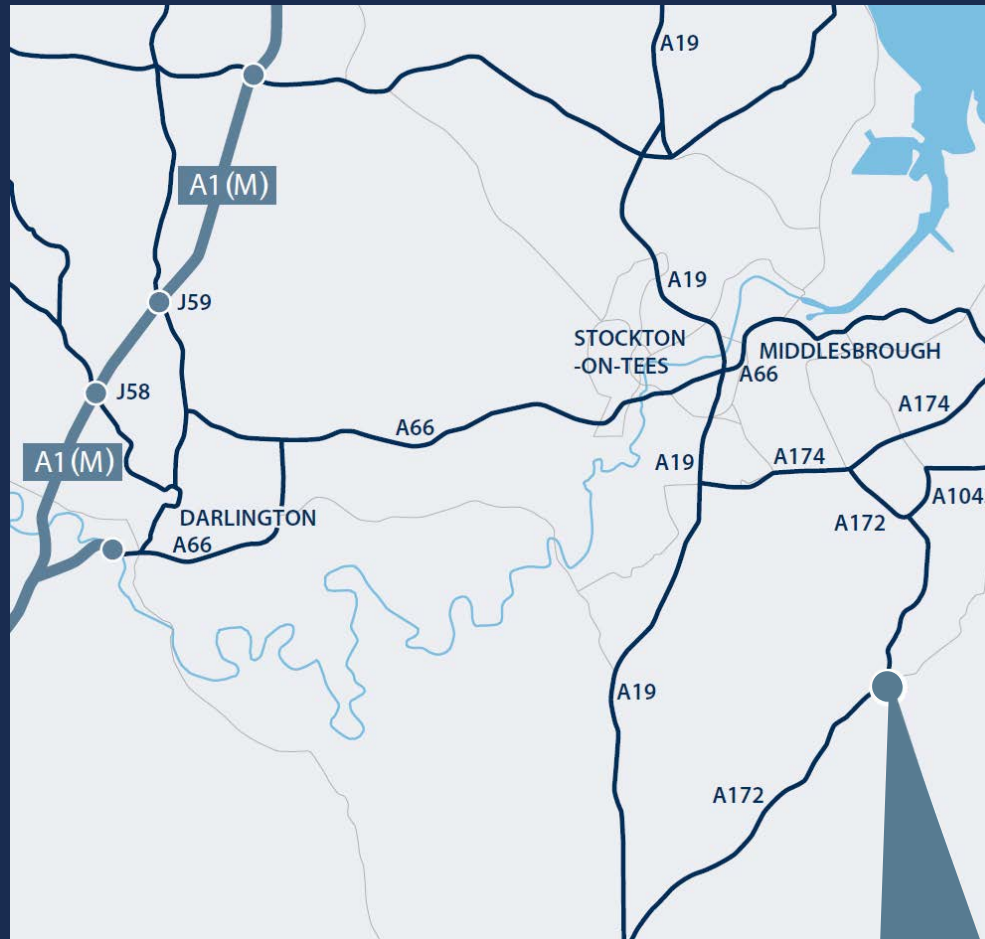 A19
A1(M)
A19
J59
STOCKTON
-ON-TEES
MIDDLESBROUGH
A66
J58
A174
A66
A1(M)
A19
A174
A104
DARLINGTON
A172
A66
A19
A172